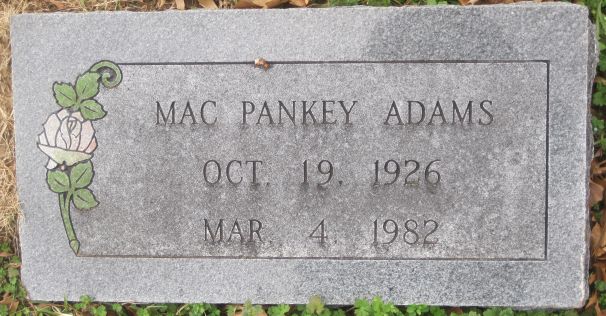 MAC PANKEY ADAMS
OCT. 19, 1926
MAR. 4, 1982